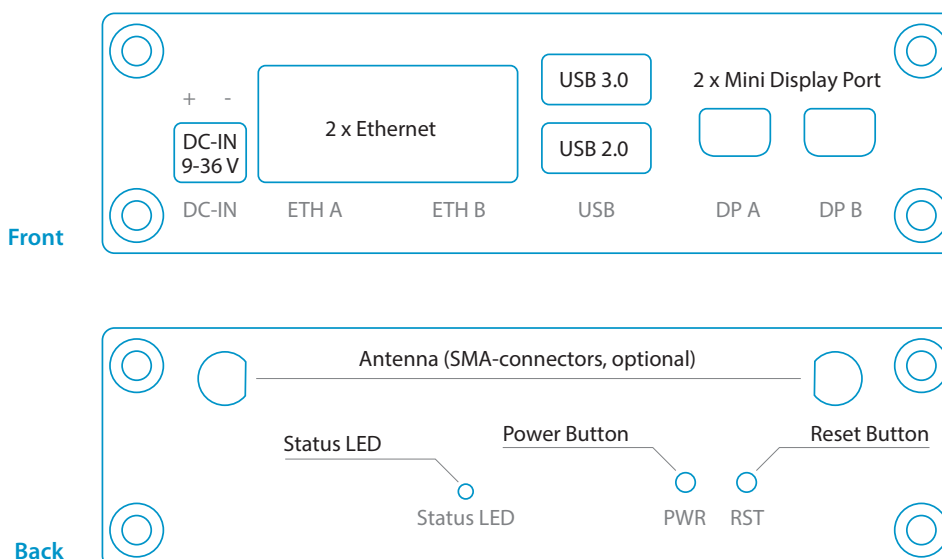 + -
DC-IN
9-36 V
2 x Ethernet
USB 3.0
USB 2.0
2 x Mini Display Port
DC-IN ETH A ETH B USB DP A DP B
Front
Antenna (SMA-connectors, optional)
Status LED
Power Button
Reset Button
Status LED PWR RST
Back